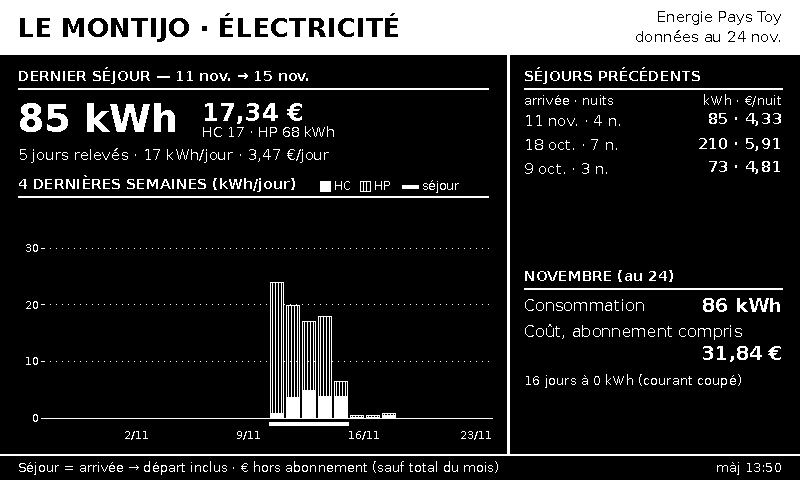 LE MONTIJO · ÉLECTRICITÉ
Energie Pays Toy
données au 24 nov.
DERNIER SÉJOUR — 11 nov. → 15 nov.
85 kWh
17,34 €
HC 17 · HP 68 kWh
5 jours relevés · 17 kWh/jour · 3,47 €/jour
4 DERNIÈRES SEMAINES (kWh/jour)
HC HP séjour
30
20
10
0
2/11 9/11 16/11 23/11
SÉJOURS PRÉCÉDENTS
arrivée · nuits kWh · €/nuit
11 nov. · 4 n. 85 · 4,33
18 oct. · 7 n. 210 · 5,91
9 oct. · 3 n. 73 · 4,81
NOVEMBRE (au 24)
Consommation 86 kWh
Coût, abonnement compris
31,84 €
16 jours à 0 kWh (courant coupé)
Séjour = arrivée → départ inclus · € hors abonnement (sauf total du mois)
màj 13:50